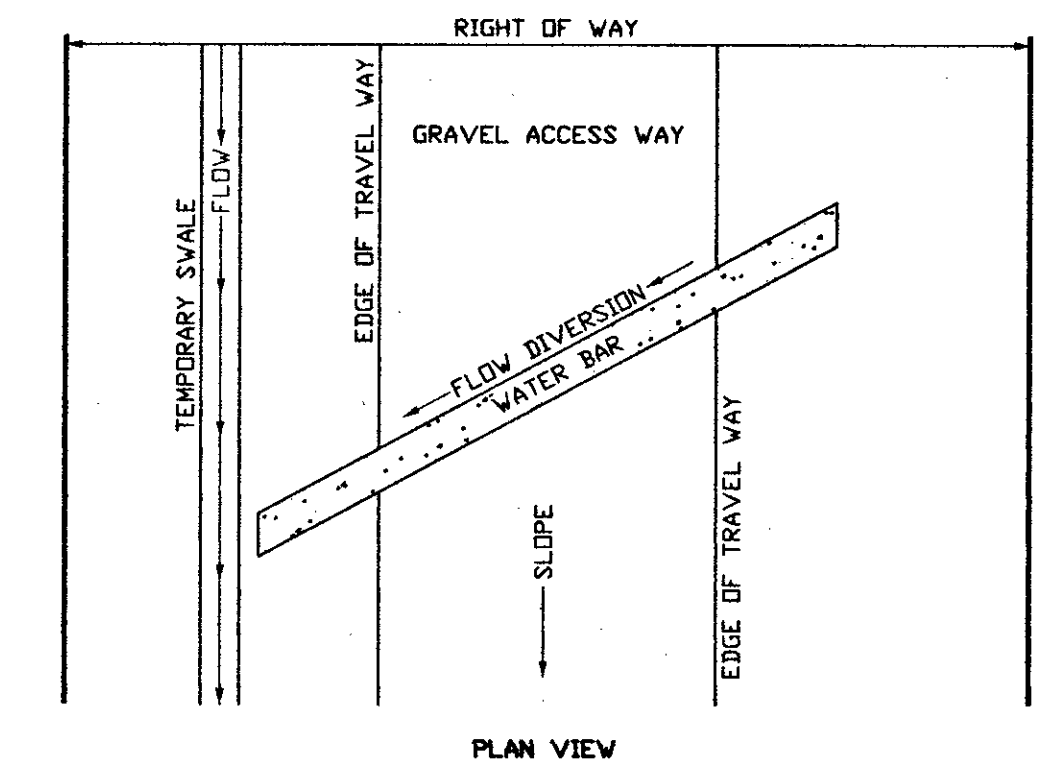 RIGHT OF WAY
EDGE OF TRAVEL WAY
GRAVEL ACCESS WAY
FLOW
TEMPORARY SWALE
FLOW DIVERSION
WATER BAR
EDGE OF TRAVEL WAY
SLOPE
PLAN VIEW